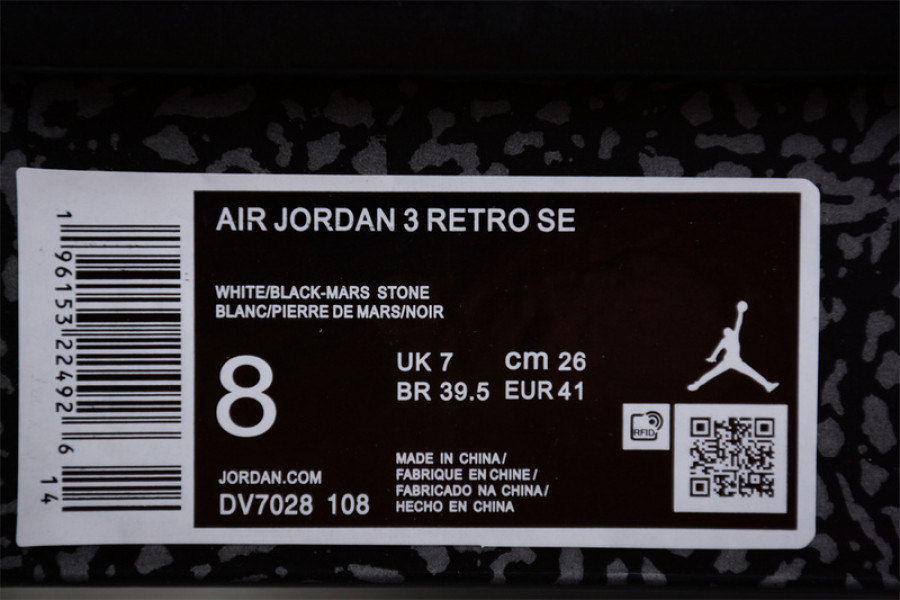 AIR JORDAN 3 RETRO SE
WHITE/BLACK-MARS STONE
BLANC/PIERRE DE MARS/NOIR
8
UK 7 cm 26
BR 39.5 EUR 41
JORDAN.COM
DV7028 108
MADE IN CHINA/
FABRIQUE EN CHINE/
FABRICADO NA CHINA/
HECHO EN CHINA
RFID
1 96153 22492 6
14